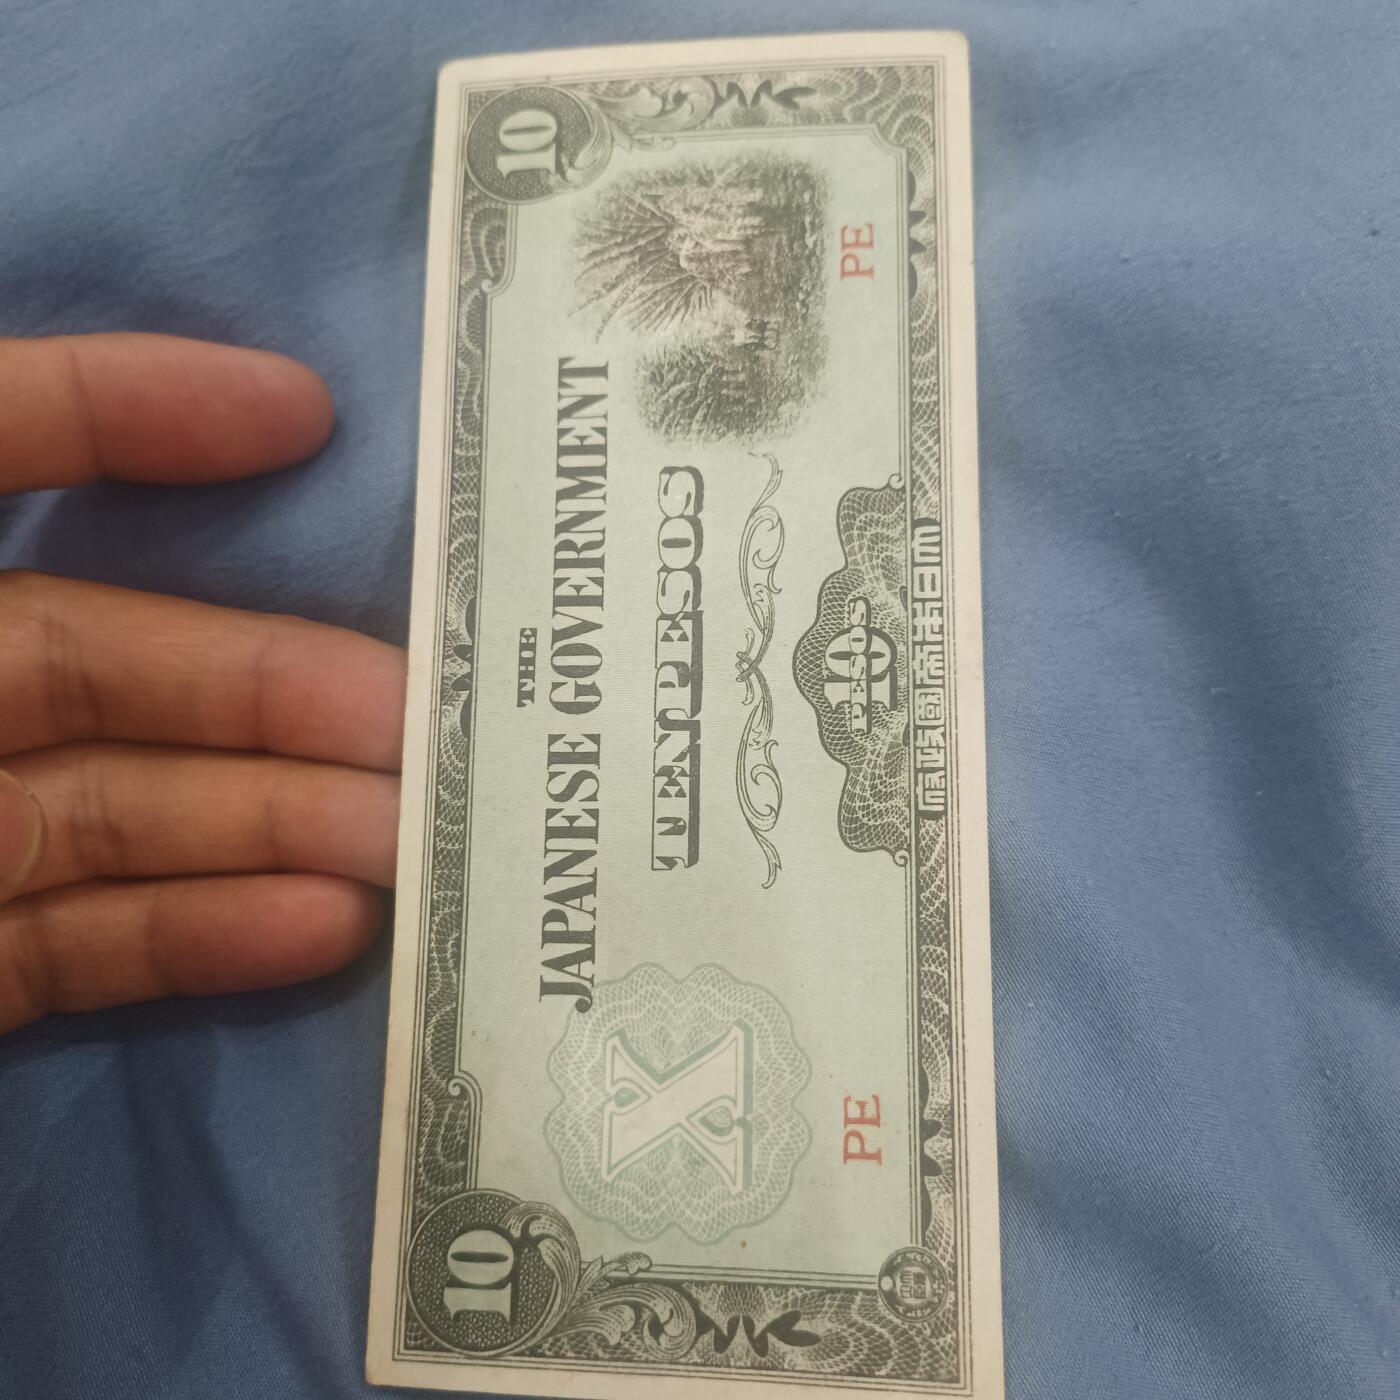 10
10
THE
JAPANESE GOVERNMENT
TEN PESOS
X
PE
PE
10
PESOS
府政國帝本日大